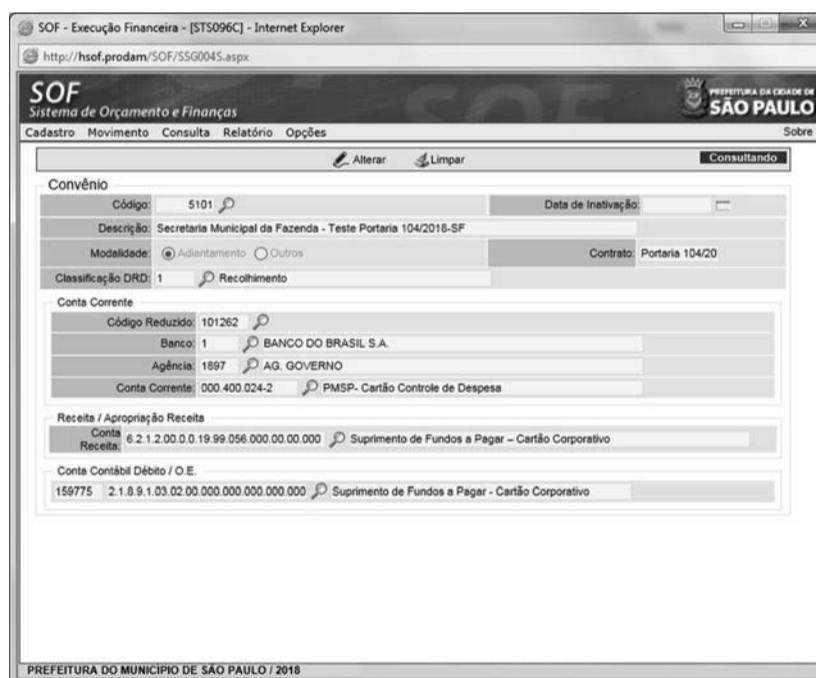 SOF - Execução Financeira - [STS096C] - Internet Explorer
http://hsof.prodam/SOF/SSG004S.aspx
SOF
Sistema de Orçamento e Finanças
PREFEITURA DA CIDADE DE
SÃO PAULO
Cadastro Movimento Consulta Relatório Opções Sobre
Alterar Limpar Consultando
Convênio
Código: 5101 Data de Inativação:
Descrição: Secretaria Municipal da Fazenda - Teste Portaria 104/2018-SF
Modalidade: Adiantamento Outros Contrato: Portaria 104/20
Classificação DRD: 1 Recolhimento
Conta Corrente
Código Reduzido: 101262
Banco: 1 BANCO DO BRASIL S.A.
Agência: 1897 AG. GOVERNO
Conta Corrente: 000.400.024-2 PMSP- Cartão Controle de Despesa
Receita / Apropriação Receita
Conta Receita: 6.2.1.2.00.0.0.19.99.056.000.00.00.000 Suprimento de Fundos a Pagar – Cartão Corporativo
Conta Contábil Débito / O.E.
159775 2.1.8.9.1.03.02.00.000.000.000.000.000 Suprimento de Fundos a Pagar - Cartão Corporativo
PREFEITURA DO MUNICÍPIO DE SÃO PAULO / 2018